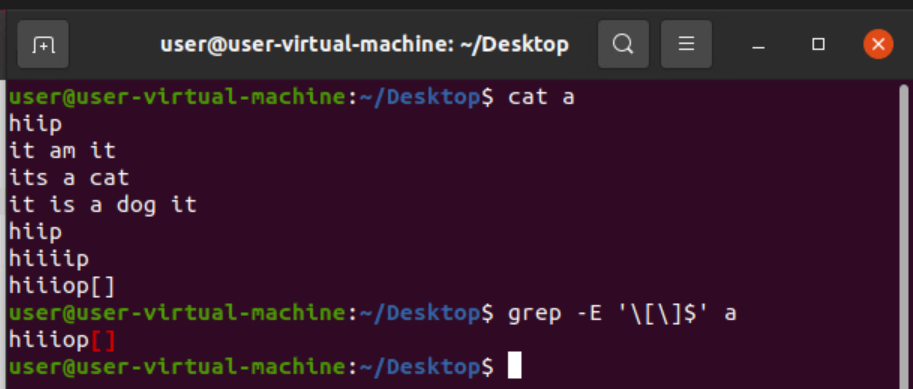 user@user-virtual-machine: ~/Desktop
user@user-virtual-machine:~/Desktop$ cat a
hiip
it am it
its a cat
it is a dog it
hiip
hiiiip
hiiiop[]
user@user-virtual-machine:~/Desktop$ grep -E '\[\]$' a
hiiiop[]
user@user-virtual-machine:~/Desktop$